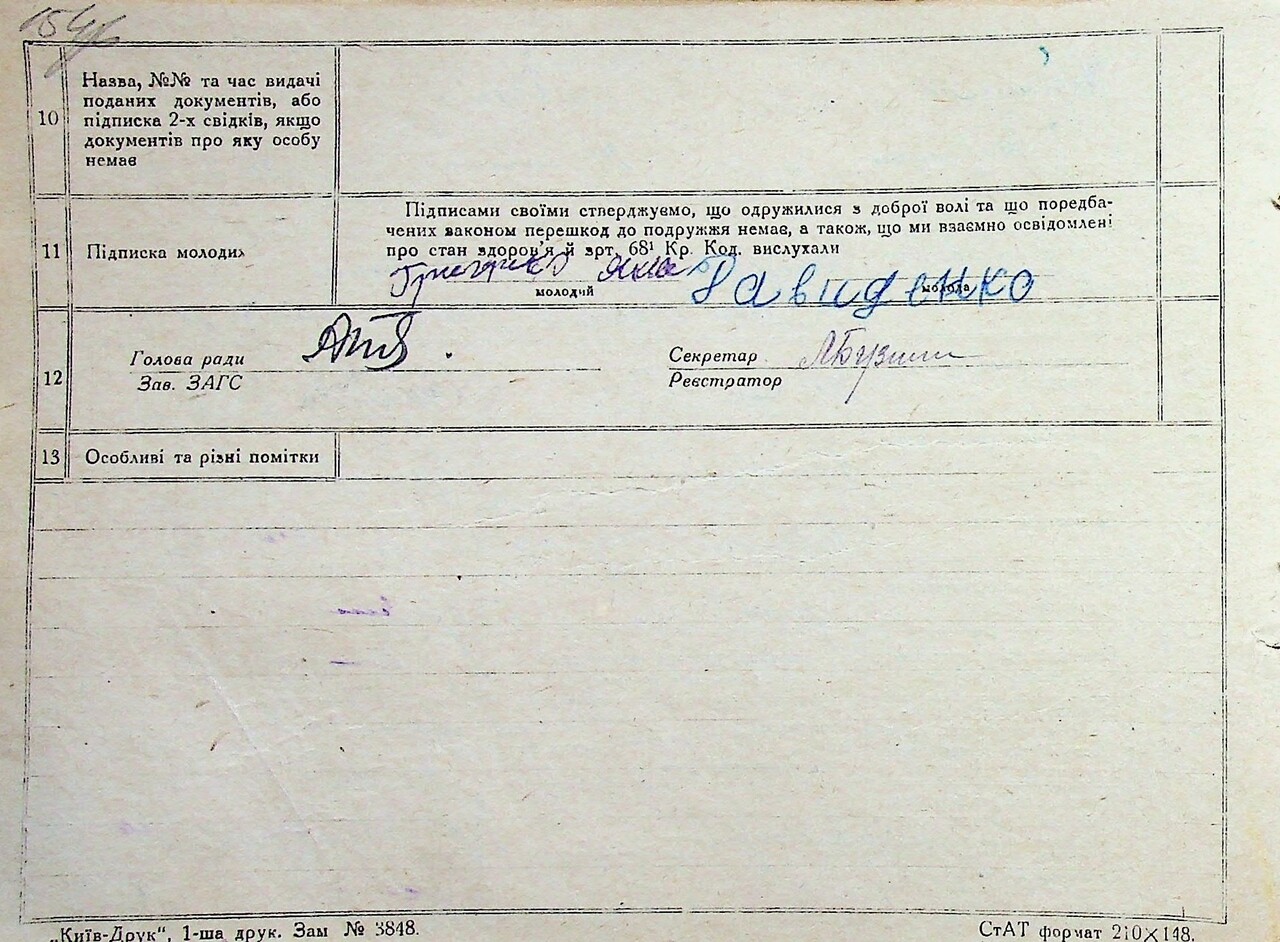 10
Назва, №№ та час видачі
поданих документів, або
підписка 2-х свідків, якщо
документів про яку особу
немає
11
Підписка молодих
Підписами своїми стверджуємо, що одружилися з доброї волі та що поредба-
чених законом перешкод до подружжя немає, а також, що ми взаємно освідомлені
про стан здоров'я й арт. 68¹ Кр. Код. вислухали
Давиденко
молодий
молода
12
Голова ради
Зав. ЗАГС
Секретар
Реєстратор
13
Особливі та різні помітки
„Київ-Друк“, 1-ша друк. Зам № 3848.
СтАТ формат 210×148.